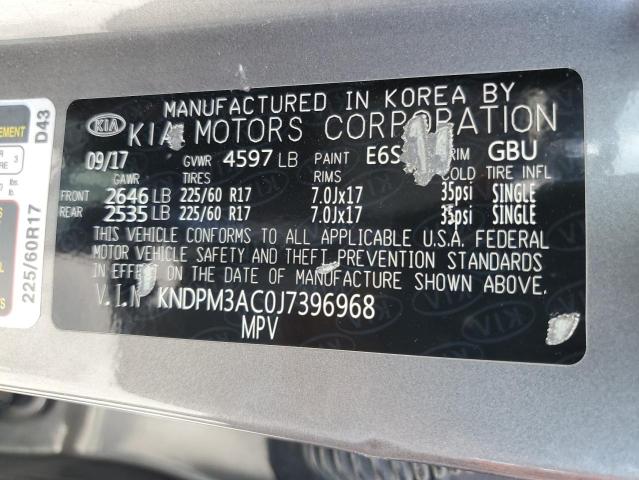 MANUFACTURED IN KOREA BY
KIA KIA MOTORS CORPORATION
09/17 GVWR 4597 LB PAINT TRIM GBU
GAWR TIRES RIMS COLD TIRE INFL
FRONT 2646 LB 225/60 R17 7.0Jx17 35psi SINGLE
REAR 2535 LB 225/60 R17 7.0Jx17 35psi SINGLE
THIS VEHICLE CONFORMS TO ALL APPLICABLE U.S.A. FEDERAL
MOTOR VEHICLE SAFETY AND THEFT PREVENTION STANDARDS
IN EFFECT ON THE DATE OF MANUFACTURE SHOWN ABOVE.
V.I.N KNDPM3AC0J7396968
MPV
D43
225/60R17
3